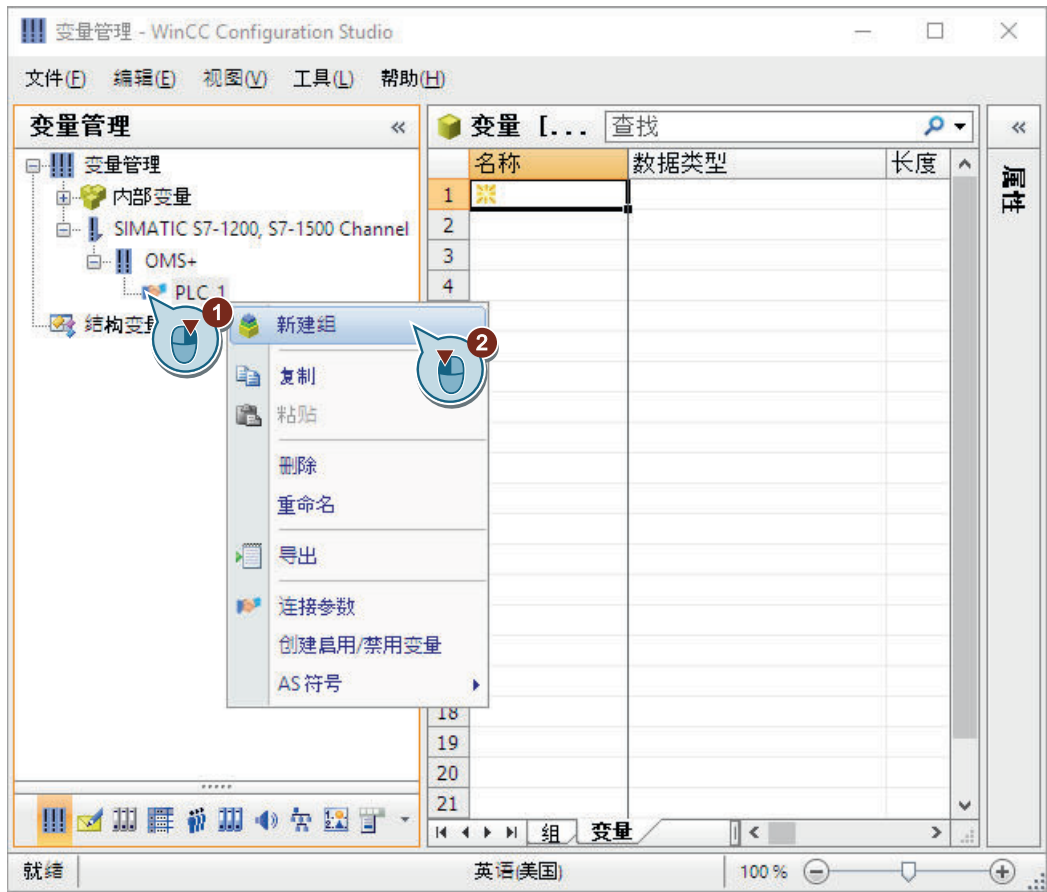 变量管理 - WinCC Configuration Studio
文件(F) 编辑(E) 视图(V) 工具(L) 帮助(H)
变量管理 «
变量管理
内部变量
SIMATIC S7-1200, S7-1500 Channel
OMS+
PLC_1
结构变量
1
新建组
2
复制
粘贴
删除
重命名
导出
连接参数
创建启用/禁用变量
AS 符号
变量 [... 查找
名称 数据类型 长度
1
2
3
4
18
19
20
21
组 变量
« 属性
就绪 英语(美国) 100 %